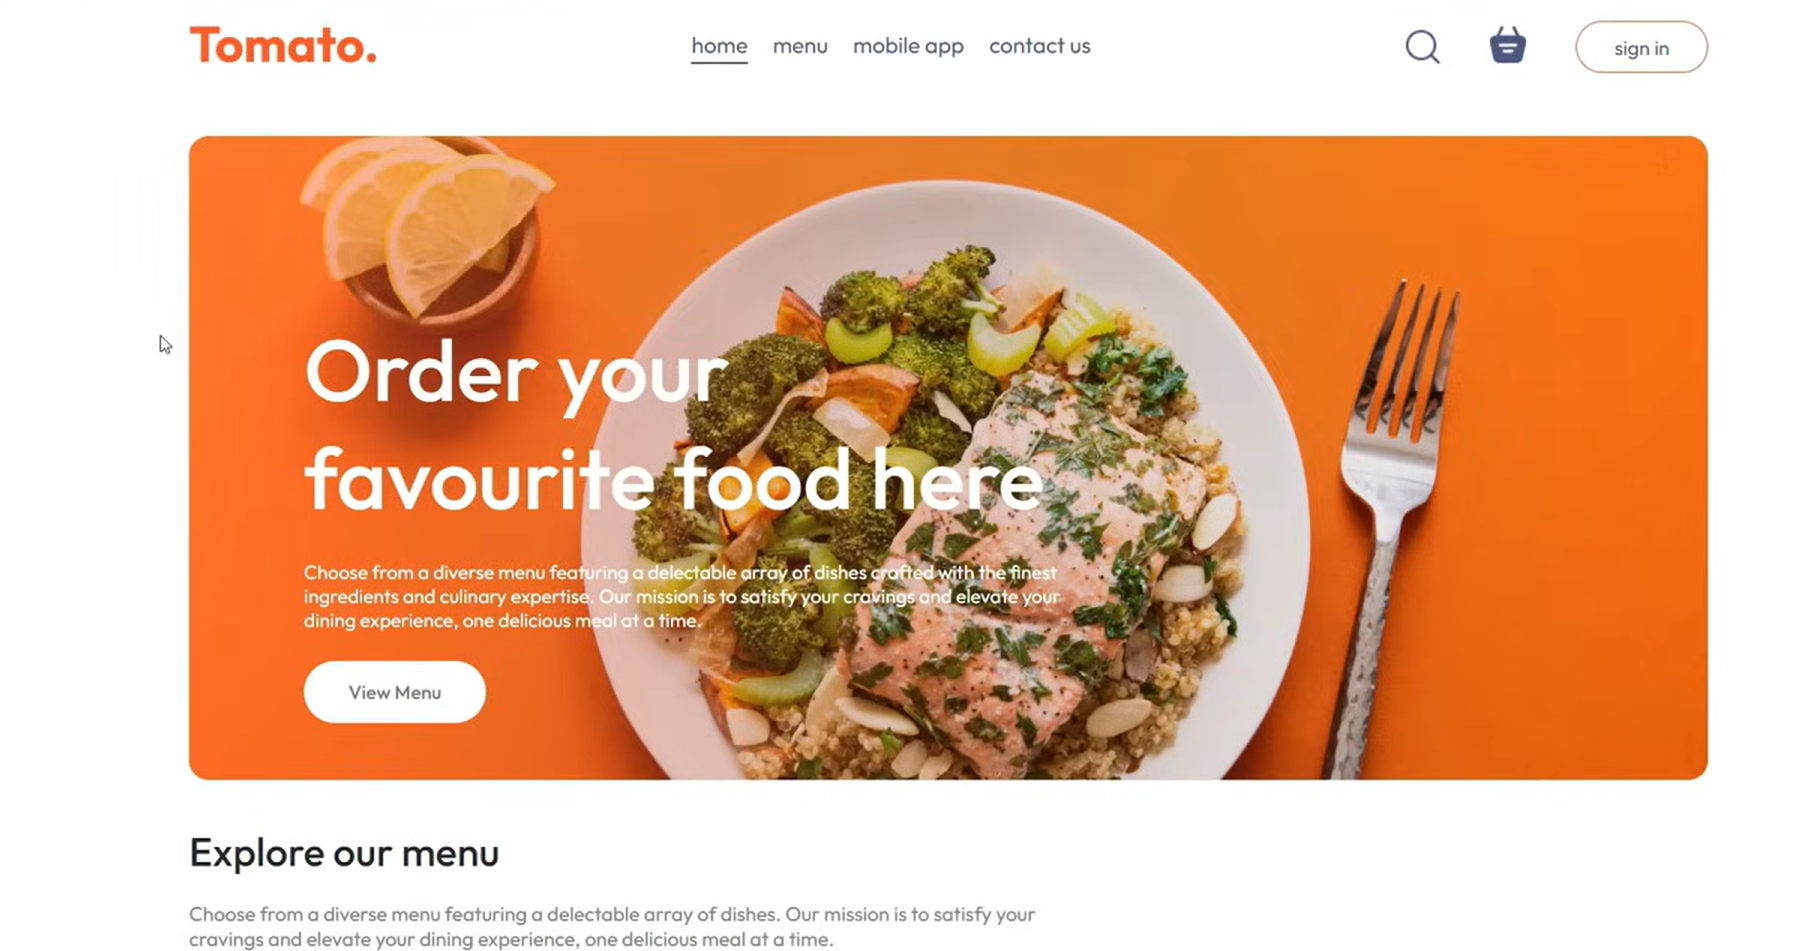 Tomato.
home menu mobile app contact us
sign in
Order your
favourite food here
Choose from a diverse menu featuring a delectable array of dishes crafted with the finest
ingredients and culinary expertise. Our mission is to satisfy your cravings and elevate your
dining experience, one delicious meal at a time.
View Menu
Explore our menu
Choose from a diverse menu featuring a delectable array of dishes. Our mission is to satisfy your
cravings and elevate your dining experience, one delicious meal at a time.